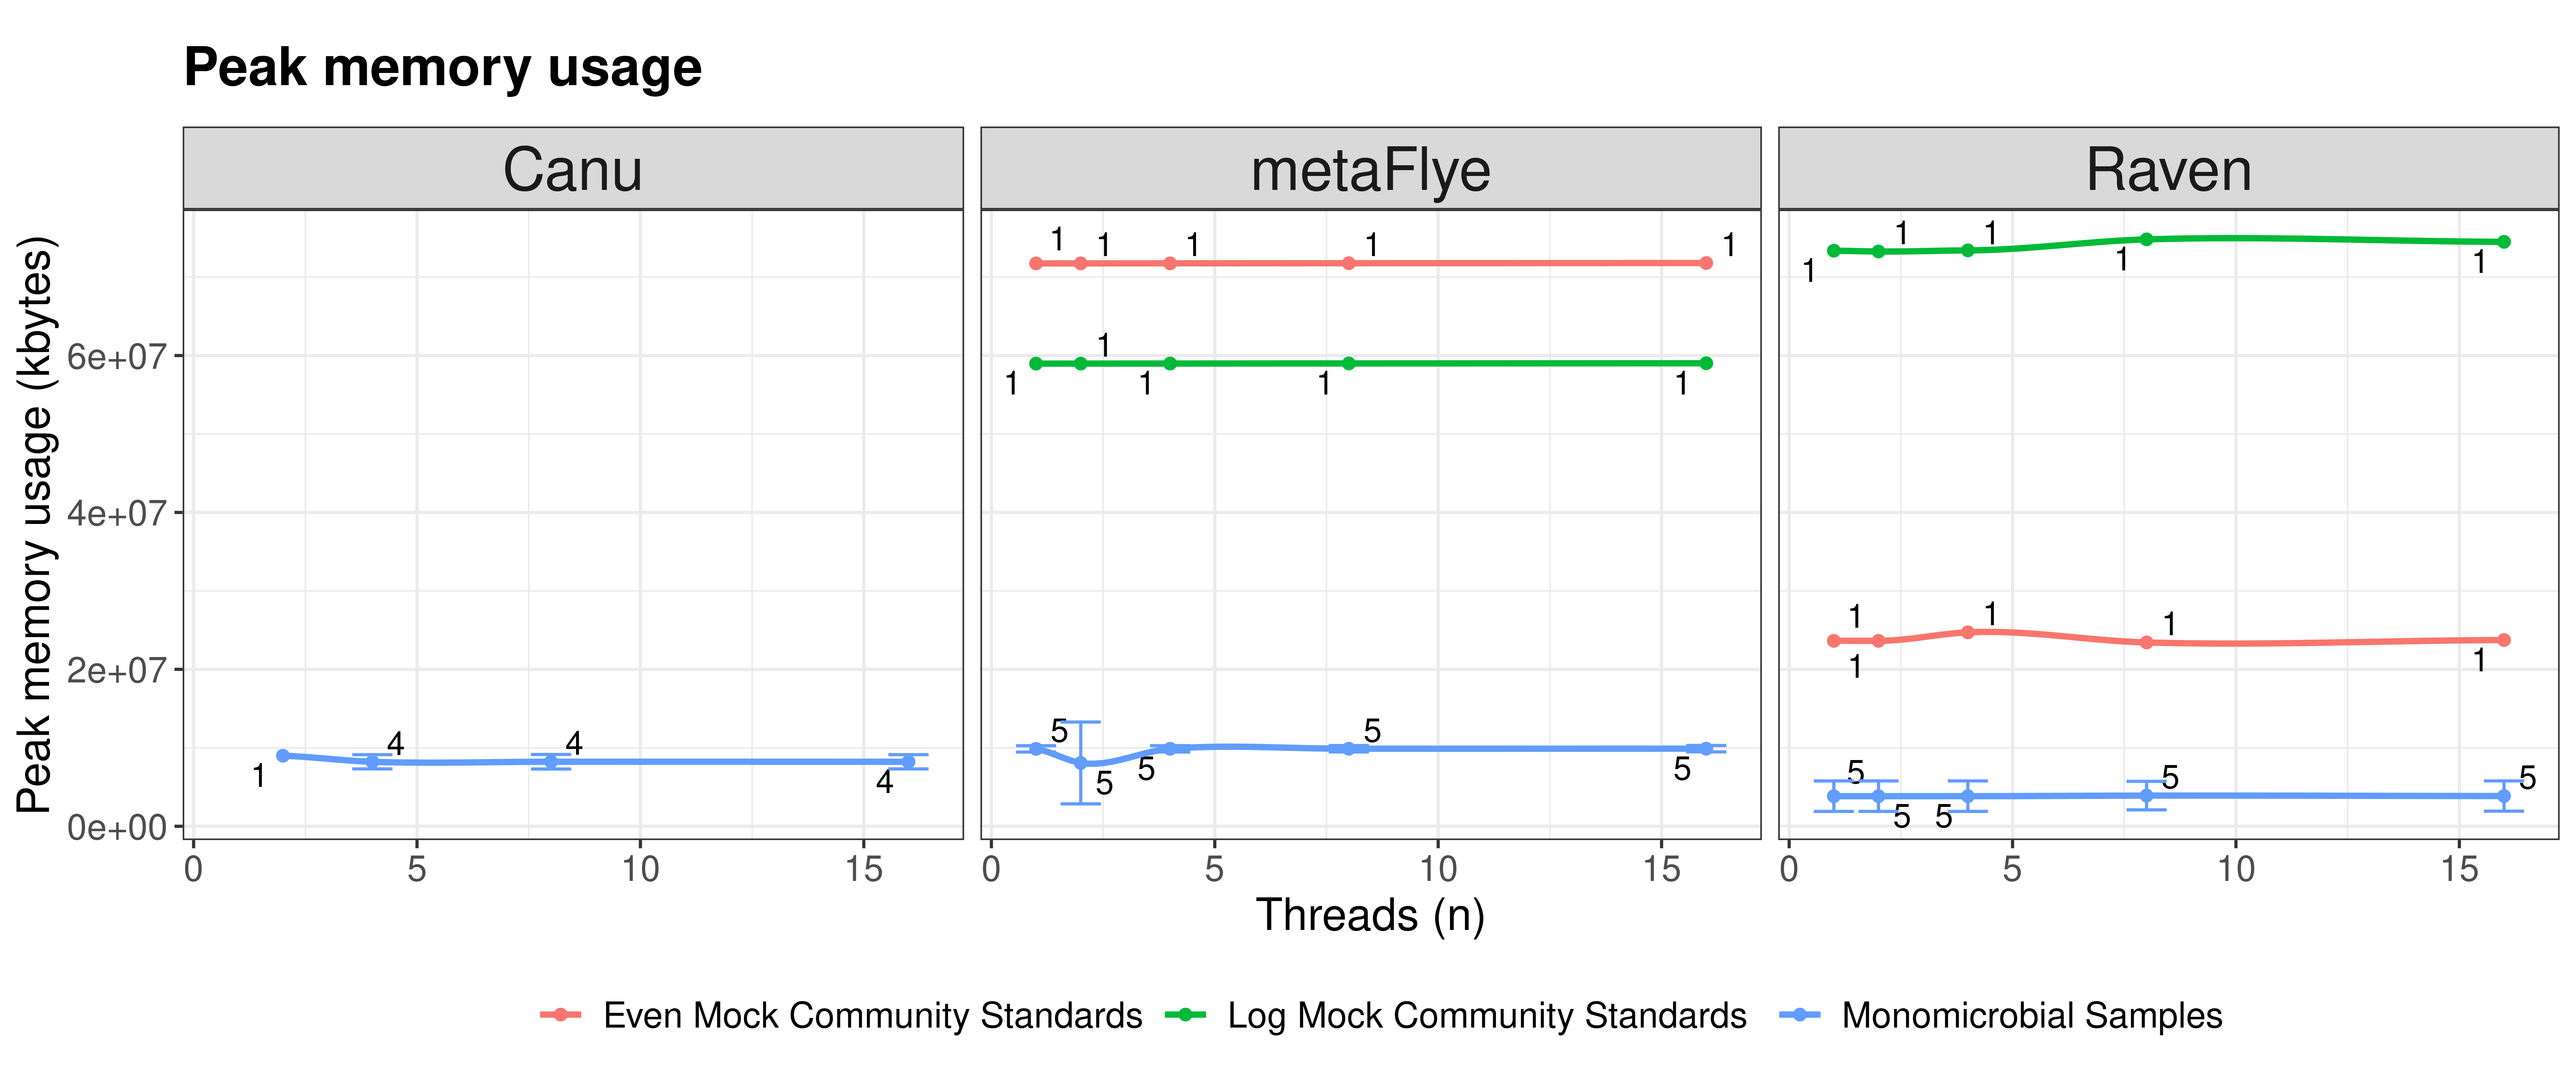 Peak memory usage
Canu metaFlye Raven
Peak memory usage (kbytes)
6e+07
4e+07
2e+07
0e+00
1 4 4 4
1 1 1 1 1
1 1 1 1 1
5 5 5 5 5
1 1 1 1 1
1 1 1 1 1
5 5 5 5 5
0 5 10 15 0 5 10 15 0 5 10 15
Threads (n)
Even Mock Community Standards Log Mock Community Standards Monomicrobial Samples